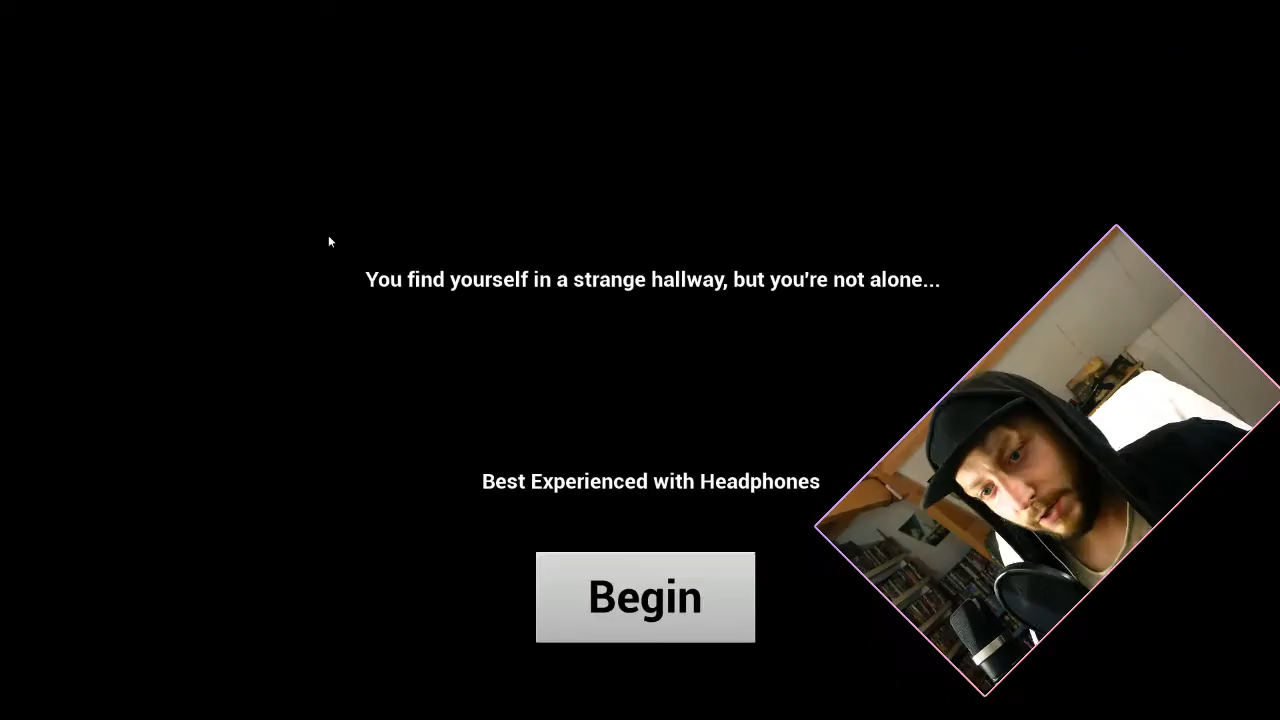 You find yourself in a strange hallway, but you're not alone...
Best Experienced with Headphones
Begin